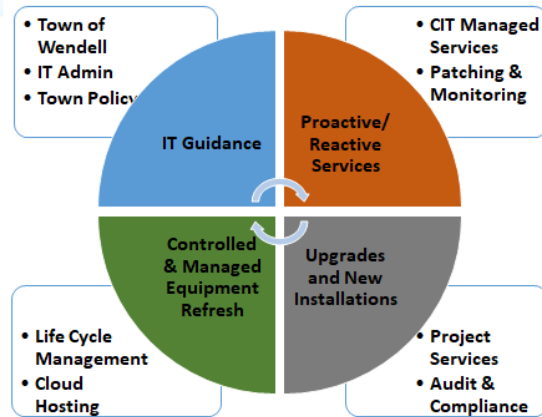 • Town of
Wendell
• IT Admin
• Town Policy
• CIT Managed
Services
• Patching &
Monitoring
IT Guidance
Proactive/
Reactive
Services
Controlled
& Managed
Equipment
Refresh
Upgrades
and New
Installations
• Life Cycle
Management
• Cloud
Hosting
• Project
Services
• Audit &
Compliance